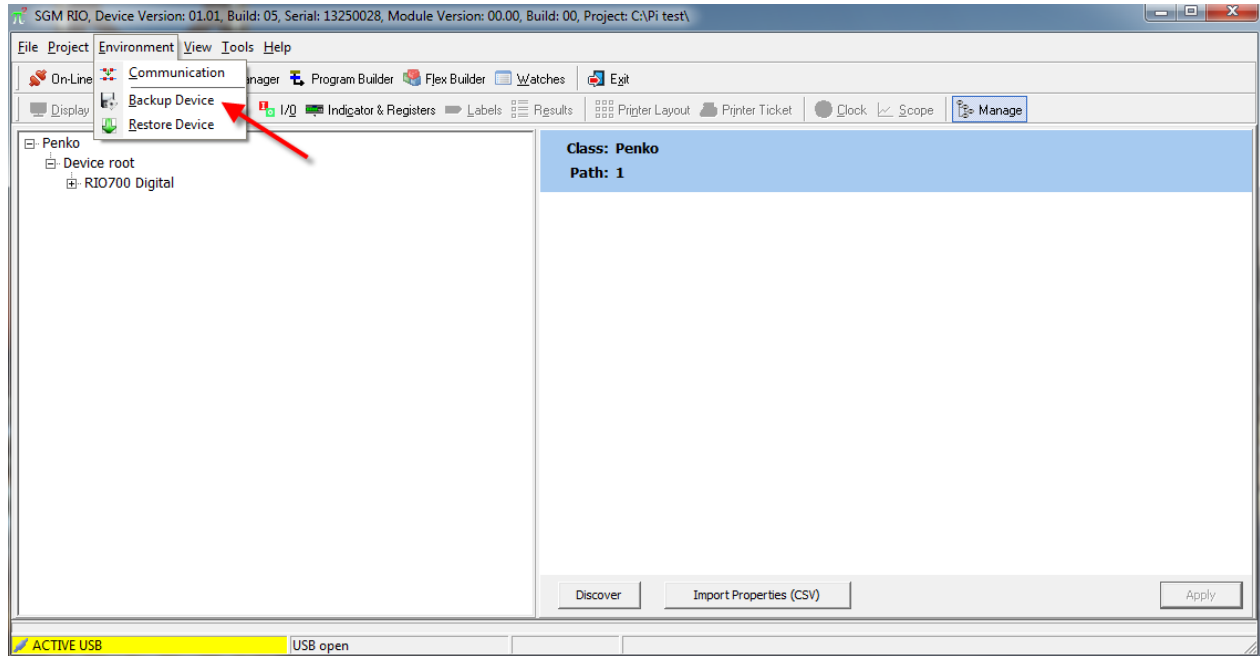 SGM RIO, Device Version: 01.01, Build: 05, Serial: 13250028, Module Version: 00.00, Build: 00, Project: C:\Pi test\
File Project Environment View Tools Help
On-Line Program Builder Flex Builder Watches Exit
Communication
Backup Device
Restore Device
Display I/O Indicator & Registers Labels Results Printer Layout Printer Ticket Clock Scope Manage
Penko
Device root
RIO700 Digital
Class: Penko
Path: 1
Discover Import Properties (CSV) Apply
ACTIVE USB USB open